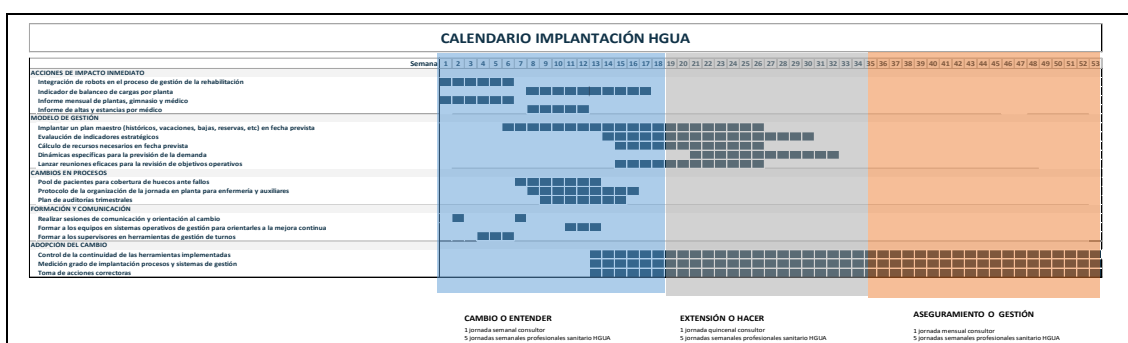 CALENDARIO IMPLANTACIÓN HGUA
Semana 1 2 3 4 5 6 7 8 9 10 11 12 13 14 15 16 17 18 19 20 21 22 23 24 25 26 27 28 29 30 31 32 33 34 35 36 37 38 39 40 41 42 43 44 45 46 47 48 49 50 51 52 53
ACCIONES DE IMPACTO INMEDIATO
Integración de robots en el proceso de gestión de la rehabilitación
Indicador de balanceo de cargas por planta
Informe mensual de plantas, gimnasio y médico
Informe de altas y estancias por médico
MODELO DE GESTIÓN
Implantar un plan maestro (históricos, vacaciones, bajas, reservas, etc) en fecha prevista
Evalaución de indicadores estratégicos
Cálculo de recursos necesarios en fecha prevista
Dinámicas específicas para la previsión de la demanda
Lanzar reuniones eficaces para la revisión de objetivos operativos
CAMBIOS EN PROCESOS
Pool de pacientes para cobertura de huecos ante fallos
Protocolo de la organización de la jornada en planta para enfermería y auxiliares
Plan de auditorías trimestrales
FORMACIÓN Y COMUNICACIÓN
Realizar sesiones de comunicación y orientación al cambio
Formar a los equipos en sistemas operativos de gestión para orientarles a la mejora continua
Formar a los supervisores en herramientas de gestión de turnos
ADOPCIÓN DEL CAMBIO
Control de la continuidad de las herramientas implementadas
Medición grado de implantación procesos y sistemas de gestión
Toma de acciones correctoras
CAMBIO O ENTENDER
1 jornada semanal consultor
5 jornadas semanales profesionales sanitario HGUA
EXTENSIÓN O HACER
1 jornada quincenal consultor
5 jornadas semanales profesionales sanitario HGUA
ASEGURAMIENTO O GESTIÓN
1 jornada mensual consultor
5 jornadas semanales profesionales sanitario HGUA